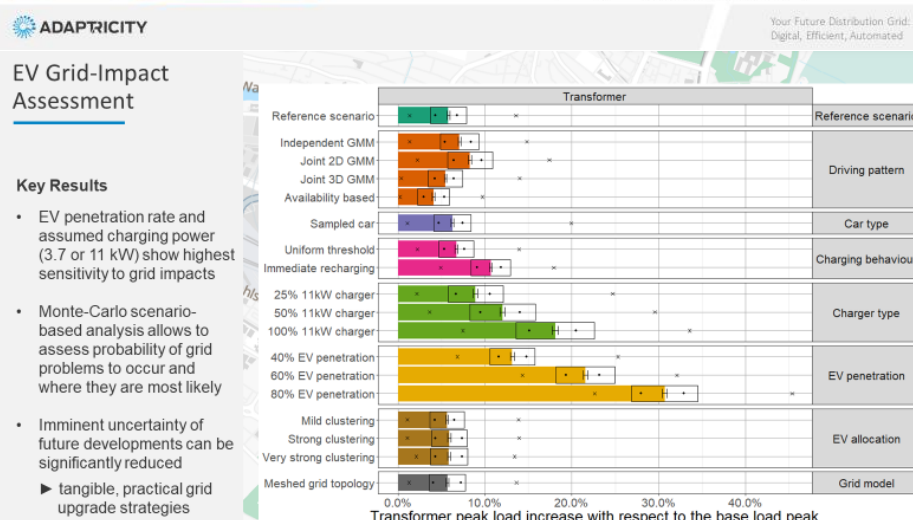 ADAPTRICITY
Your Future Distribution Grid:
Digital, Efficient, Automated
EV Grid-Impact
Assessment
Key Results
• EV penetration rate and
assumed charging power
(3.7 or 11 kW) show highest
sensitivity to grid impacts
• Monte-Carlo scenario-
based analysis allows to
assess probability of grid
problems to occur and
where they are most likely
• Imminent uncertainty of
future developments can be
significantly reduced
► tangible, practical grid
upgrade strategies
Transformer
Reference scenario
Reference scenario
Independent GMM
Joint 2D GMM
Joint 3D GMM
Availability based
Driving pattern
Sampled car
Car type
Uniform threshold
Immediate recharging
Charging behaviour
25% 11kW charger
50% 11kW charger
100% 11kW charger
Charger type
40% EV penetration
60% EV penetration
80% EV penetration
EV penetration
Mild clustering
Strong clustering
Very strong clustering
EV allocation
Meshed grid topology
Grid model
0.0% 10.0% 20.0% 30.0% 40.0%
Transformer peak load increase with respect to the base load peak